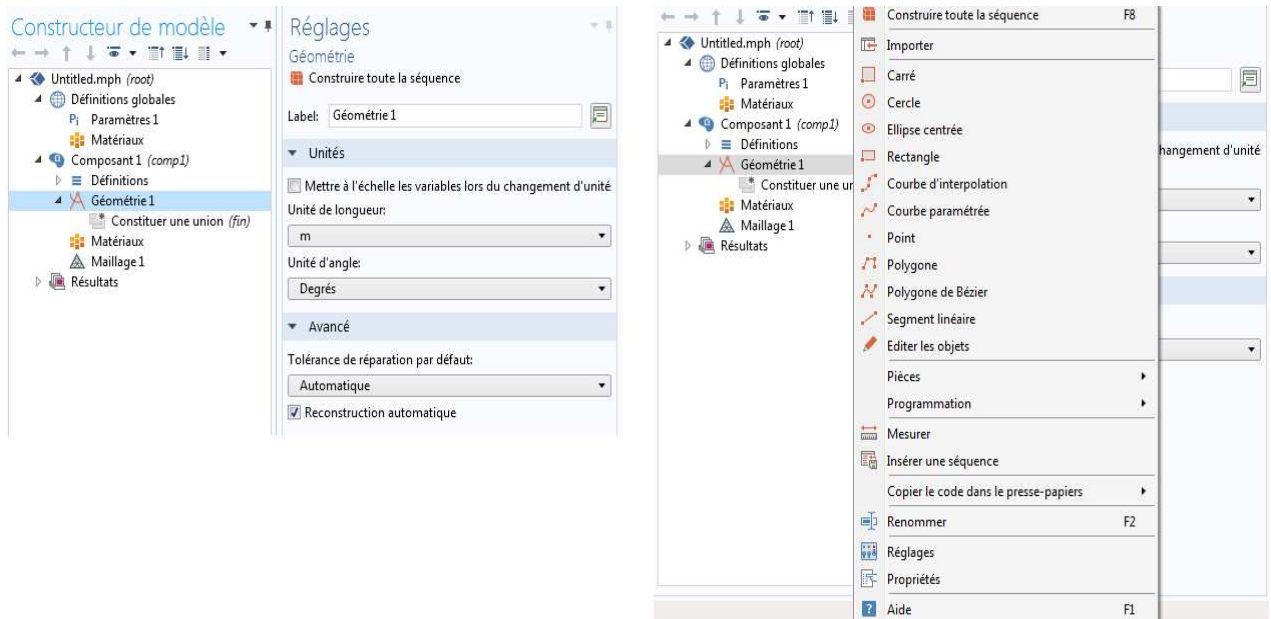 Constructeur de modèle
Untitled.mph (root)
Définitions globales
Pi Paramètres 1
Matériaux
Composant 1 (comp1)
Définitions
Géométrie 1
Constituer une union (fin)
Matériaux
Maillage 1
Résultats
Réglages
Géométrie
Construire toute la séquence
Label: Géométrie 1
Unités
Mettre à l'échelle les variables lors du changement d'unité
Unité de longueur:
m
Unité d'angle:
Degrés
Avancé
Tolérance de réparation par défaut:
Automatique
Reconstruction automatique
Untitled.mph (root)
Définitions globales
Pi Paramètres 1
Matériaux
Composant 1 (comp1)
Définitions
Géométrie 1
Constituer une un
Matériaux
Maillage 1
Résultats
Construire toute la séquence F8
Importer
Carré
Cercle
Ellipse centrée
Rectangle
Courbe d'interpolation
Courbe paramétrée
Point
Polygone
Polygone de Bézier
Segment linéaire
Editer les objets
Pièces
Programmation
Mesurer
Insérer une séquence
Copier le code dans le presse-papiers
Renommer F2
Réglages
Propriétés
? Aide F1
hangement d'unité